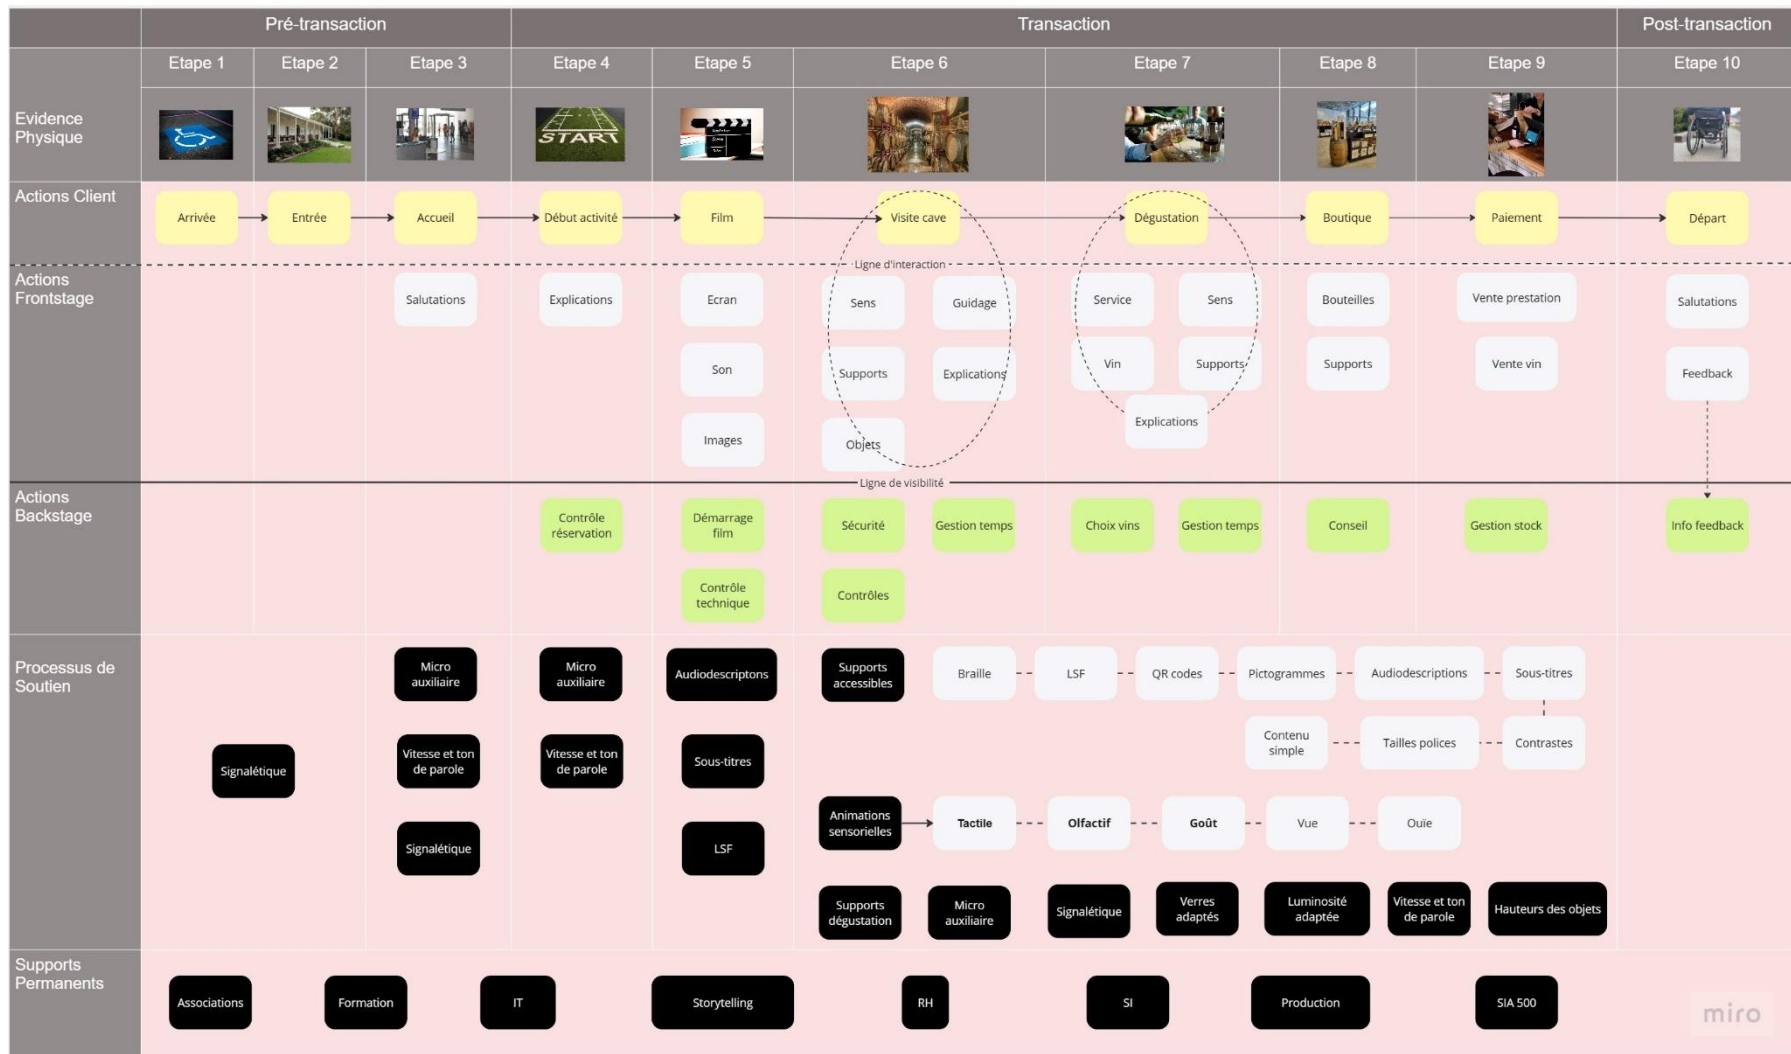 Pré-transaction
Transaction
Post-transaction
Etape 1
Etape 2
Etape 3
Etape 4
Etape 5
Etape 6
Etape 7
Etape 8
Etape 9
Etape 10
Evidence
Physique
START
Actions Client
Arrivée
Entrée
Accueil
Début activité
Film
Visite cave
Dégustation
Boutique
Paiement
Départ
Ligne d'interaction
Actions
Frontstage
Salutations
Explications
Ecran
Sens
Guidage
Service
Sens
Bouteilles
Vente prestation
Salutations
Son
Supports
Explications
Vin
Supports
Supports
Vente vin
Feedback
Images
Objets
Explications
Ligne de visibilité
Actions
Backstage
Contrôle
réservation
Démarrage
film
Sécurité
Gestion temps
Choix vins
Gestion temps
Conseil
Gestion stock
Info feedback
Contrôle
technique
Contrôles
Processus de
Soutien
Micro
auxiliaire
Micro
auxiliaire
Audiodescriptons
Supports
accessibles
Braille
LSF
QR codes
Pictogrammes
Audiodescriptions
Sous-titres
Signalétique
Vitesse et ton
de parole
Vitesse et ton
de parole
Sous-titres
Contenu
simple
Tailles polices
Contrastes
Signalétique
LSF
Animations
sensorielles
Tactile
Olfactif
Goût
Vue
Ouïe
Supports
dégustation
Micro
auxiliaire
Signalétique
Verres
adaptés
Luminosité
adaptée
Vitesse et ton
de parole
Hauteurs des objets
Supports
Permanents
Associations
Formation
IT
Storytelling
RH
SI
Production
SIA 500
miro